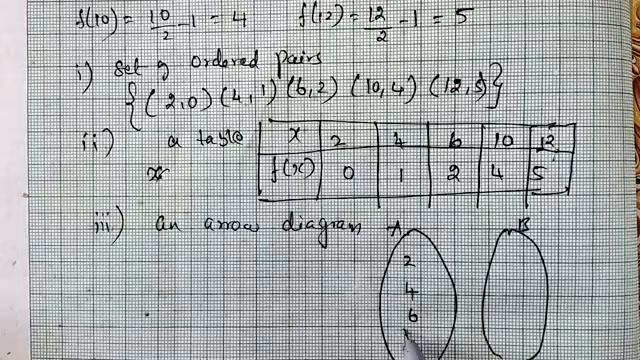 f(10) = 10/2 - 1 = 4 f(12) = 12/2 - 1 = 5
i) set of ordered pairs
{(2,0) (4,1) (6,2) (10,4) (12,5)}
ii) a table x 2 4 6 10 12
f(x) 0 1 2 4 5
iii) an arrow diagram A B
2
4
6